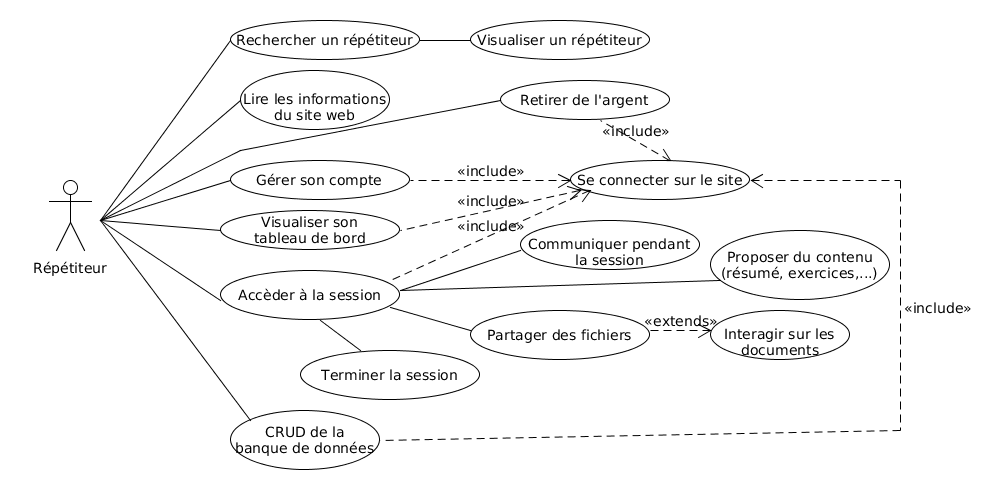 Rechercher un répétiteur
Visualiser un répétiteur
Lire les informations
du site web
Retirer de l'argent
«include»
Gérer son compte
«include»
Se connecter sur le site
«include»
Visualiser son
tableau de bord
«include»
Communiquer pendant
la session
Proposer du contenu
(résumé, exercices,...)
Répétiteur
Accèder à la session
«include»
Partager des fichiers
«extends»
Interagir sur les
documents
Terminer la session
CRUD de la
banque de données